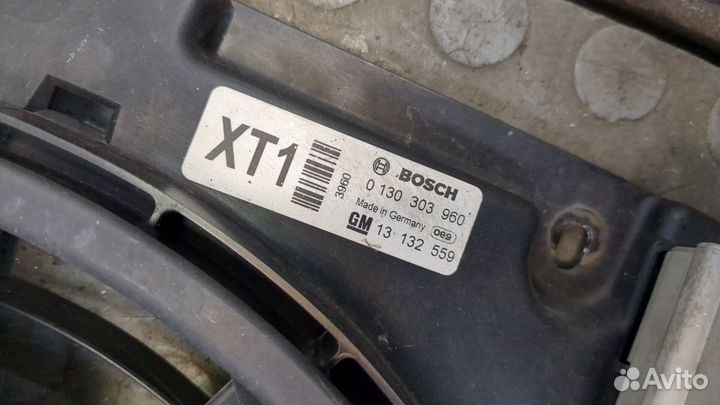 XT1
3960
BOSCH
0 130 303 960
Made in Germany
GM 13 132 559
Avito